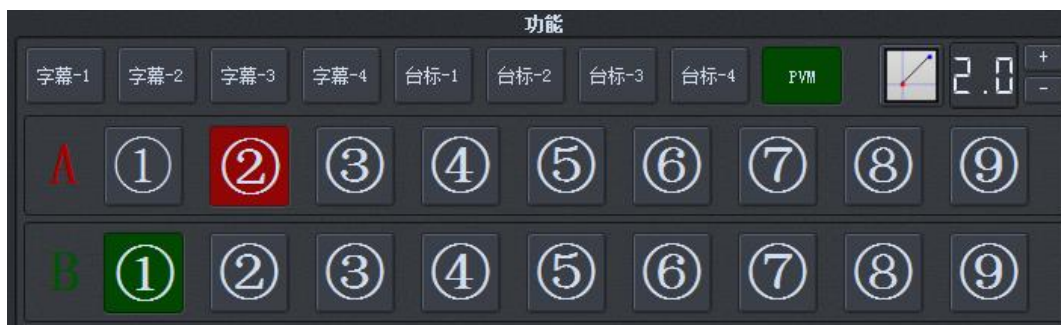 功能
字幕-1 字幕-2 字幕-3 字幕-4 台标-1 台标-2 台标-3 台标-4 PVM 2.0 + -
A ① ② ③ ④ ⑤ ⑥ ⑦ ⑧ ⑨
B ① ② ③ ④ ⑤ ⑥ ⑦ ⑧ ⑨